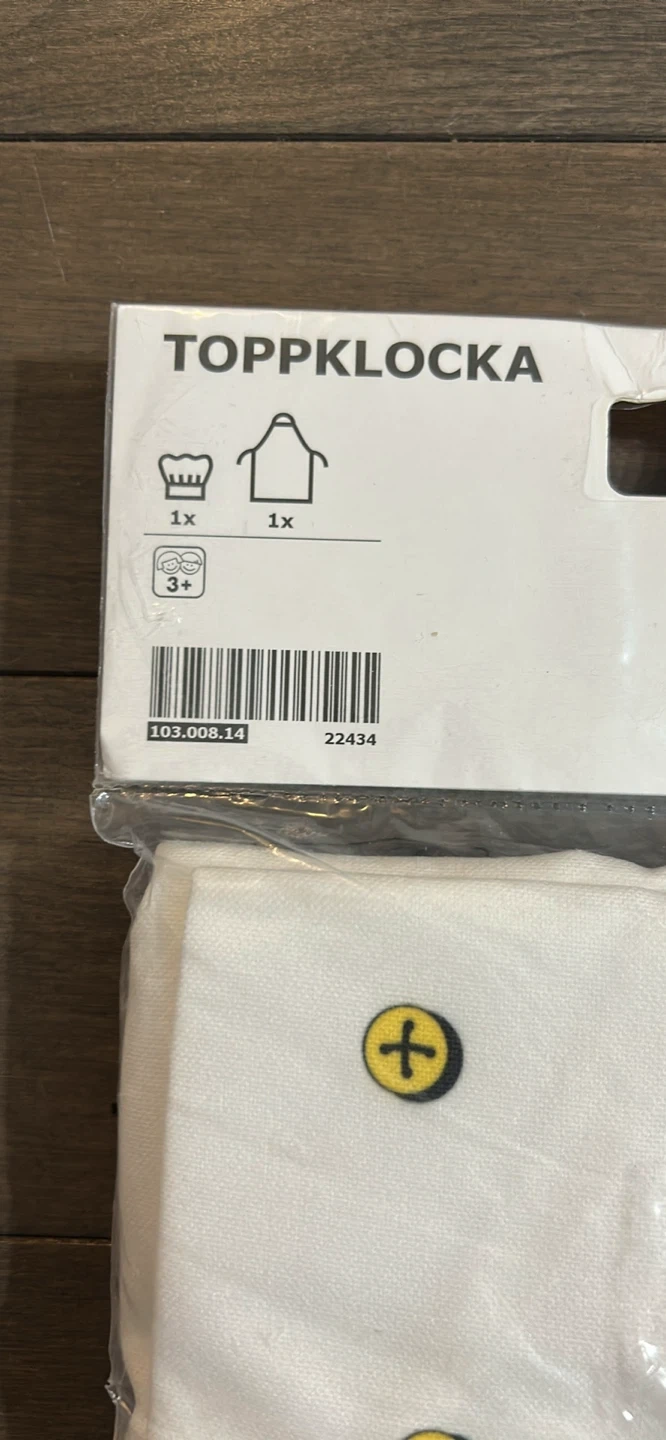 TOPPKLOCKA
1x 1x
3+
103.008.14 22434